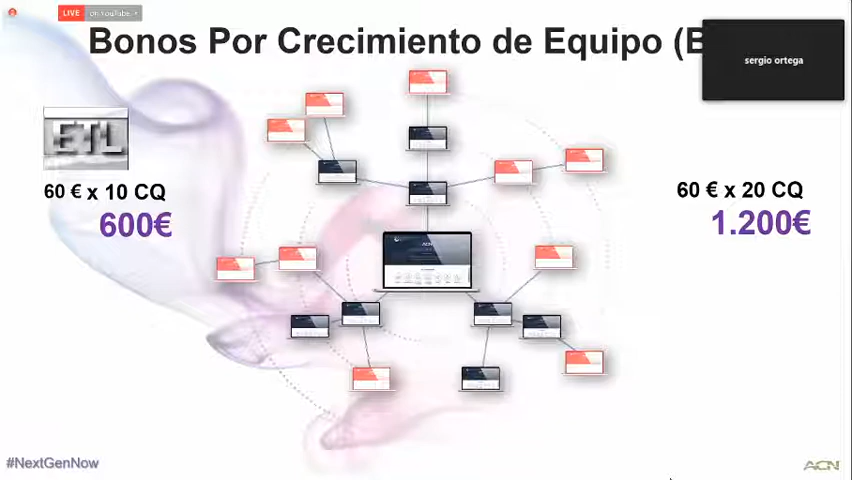 LIVE on YouTube
Bonos Por Crecimiento de Equipo (B
sergio ortega
ETL
60 € x 10 CQ
600€
60 € x 20 CQ
1.200€
ACN
#NextGenNow
ACN